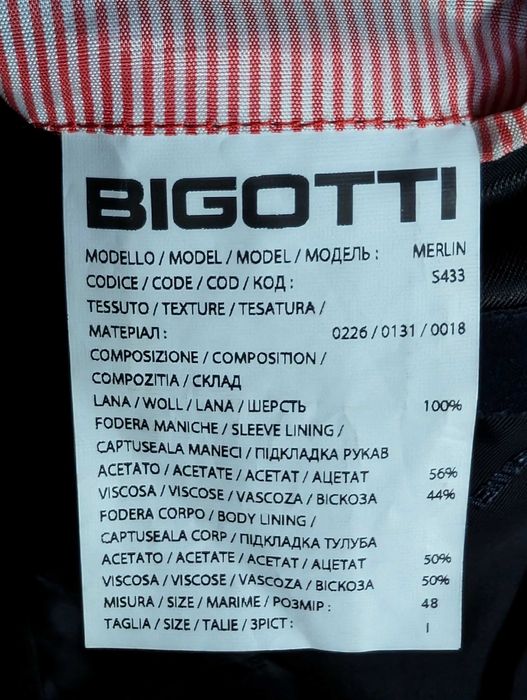 BIGOTTI
MODELLO / MODEL / MODEL / МОДЕЛЬ : MERLIN
CODICE / CODE / COD / КОД : S433
TESSUTO / TEXTURE / TESATURA /
МАТЕРІАЛ : 0226 / 0131 / 0018
COMPOSIZIONE / COMPOSITION /
COMPOZITIA / СКЛАД
LANA / WOLL / LANA / ШЕРСТЬ 100%
FODERA MANICHE / SLEEVE LINING /
CAPTUSEALA MANECI / ПІДКЛАДКА РУКАВ
ACETATO / ACETATE / ACETAT / АЦЕТАТ 56%
VISCOSA / VISCOSE / VASCOZA / ВІСКОЗА 44%
FODERA CORPO / BODY LINING /
CAPTUSEALA CORP / ПІДКЛАДКА ТУЛУБА
ACETATO / ACETATE / ACETAT / АЦЕТАТ 50%
VISCOSA / VISCOSE / VASCOZA / ВІСКОЗА 50%
MISURA / SIZE / MARIME / РОЗМІР : 48
TAGLIA / SIZE / TALIE / ЗРІСТ : I